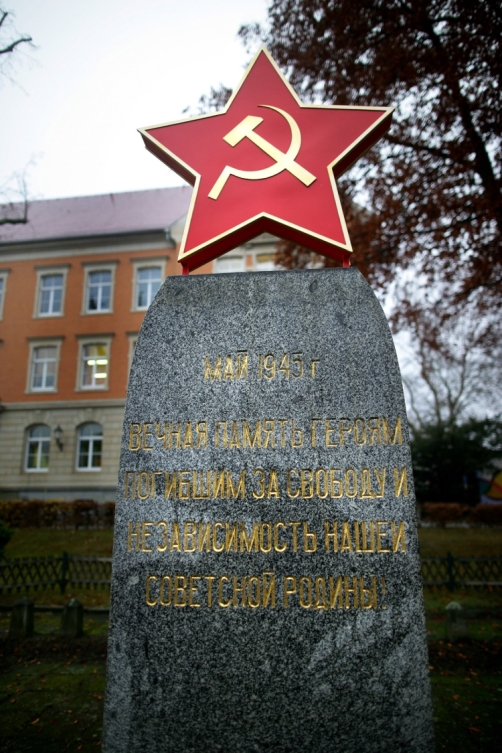 МАЙ 1945 г
ВЕЧНАЯ ПАМЯТЬ ГЕРОЯМ
ПОГИБШИМ ЗА СВОБОДУ И
НЕЗАВИСИМОСТЬ НАШЕЙ
СОВЕТСКОЙ РОДИНЫ!